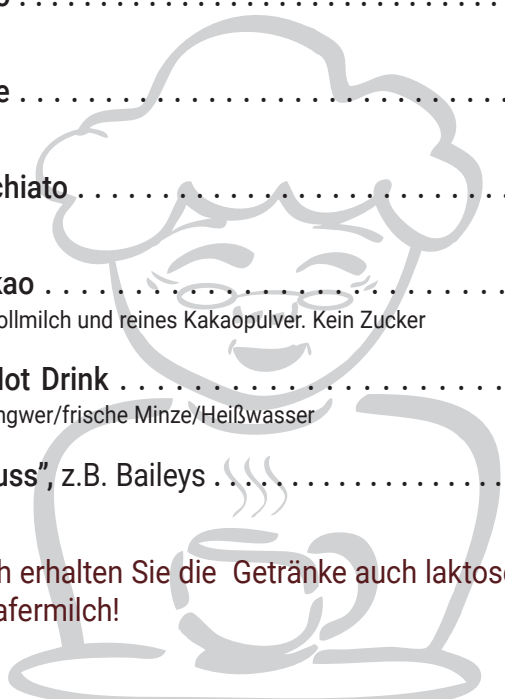 o . . . . . . . . . . . . . . . . . . . . . . . . . . . . . . . . . .
e . . . . . . . . . . . . . . . . . . . . . . . . . . . . . . . . . .
chiato . . . . . . . . . . . . . . . . . . . . . . . . . . . . . .
kao . . . . . . . . . . . . . . . . . . . . . . . . . . . . . . . .
ollmilch und reines Kakaopulver. Kein Zucker
Hot Drink . . . . . . . . . . . . . . . . . . . . . . . . . . .
ngwer/frische Minze/Heißwasser
uss”, z.B. Baileys . . . . . . . . . . . . . . . . . . . . .
h erhalten Sie die Getränke auch laktose
afermilch!